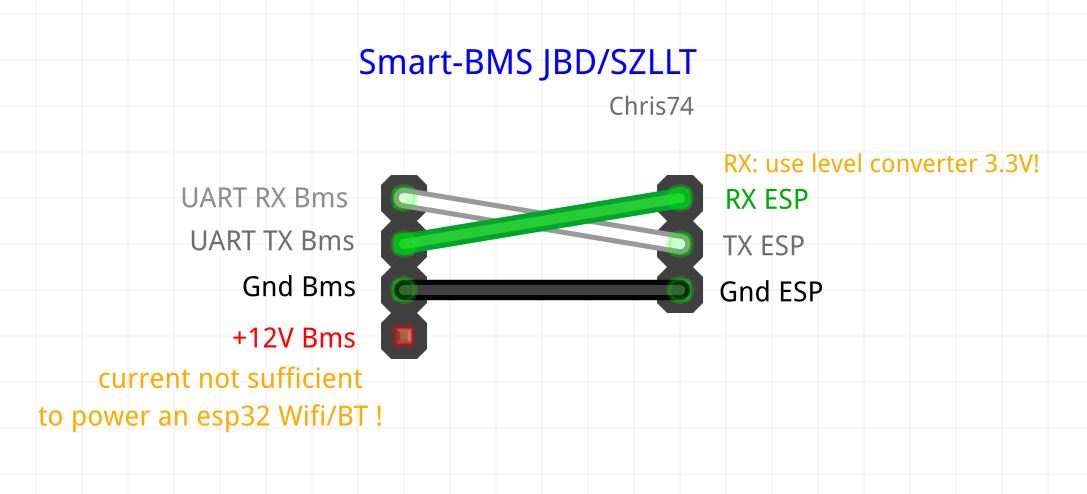 Smart-BMS JBD/SZLLT
Chris74
RX: use level converter 3.3V!
UART RX Bms
RX ESP
UART TX Bms
TX ESP
Gnd Bms
Gnd ESP
+12V Bms
current not sufficient
to power an esp32 Wifi/BT !